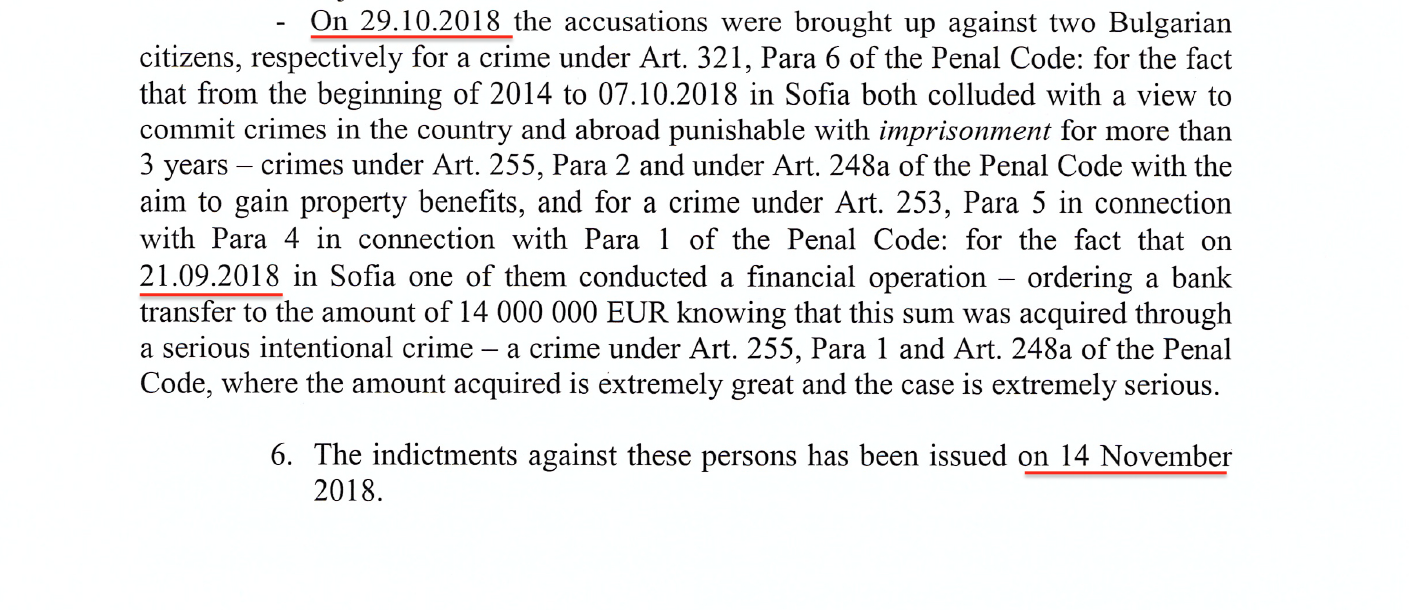 - On 29.10.2018 the accusations were brought up against two Bulgarian
citizens, respectively for a crime under Art. 321, Para 6 of the Penal Code: for the fact
that from the beginning of 2014 to 07.10.2018 in Sofia both colluded with a view to
commit crimes in the country and abroad punishable with imprisonment for more than
3 years – crimes under Art. 255, Para 2 and under Art. 248a of the Penal Code with the
aim to gain property benefits, and for a crime under Art. 253, Para 5 in connection
with Para 4 in connection with Para 1 of the Penal Code: for the fact that on
21.09.2018 in Sofia one of them conducted a financial operation – ordering a bank
transfer to the amount of 14 000 000 EUR knowing that this sum was acquired through
a serious intentional crime – a crime under Art. 255, Para 1 and Art. 248a of the Penal
Code, where the amount acquired is extremely great and the case is extremely serious.
6. The indictments against these persons has been issued on 14 November
2018.